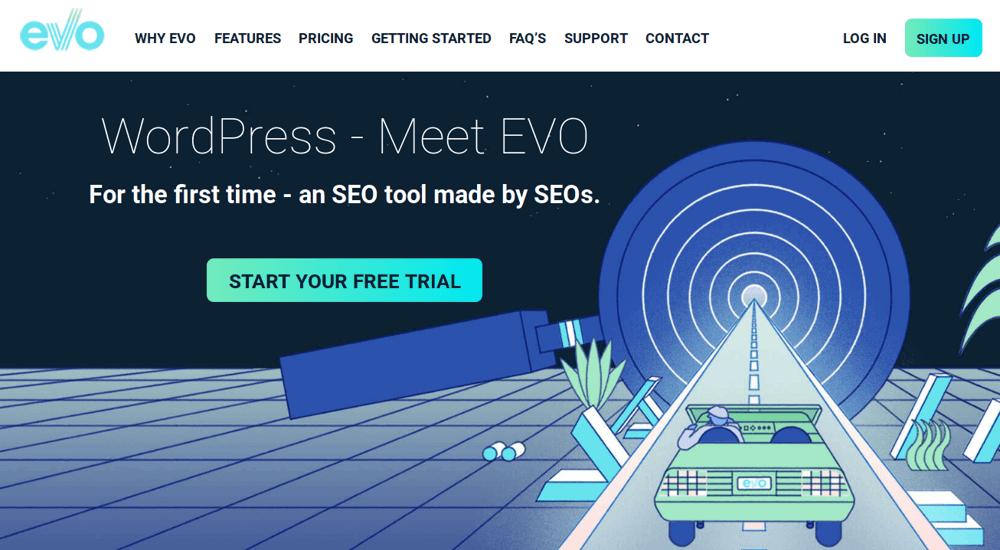 evo
WHY EVO FEATURES PRICING GETTING STARTED FAQ'S SUPPORT CONTACT LOG IN SIGN UP
WordPress - Meet EVO
For the first time - an SEO tool made by SEOs.
START YOUR FREE TRIAL
evo